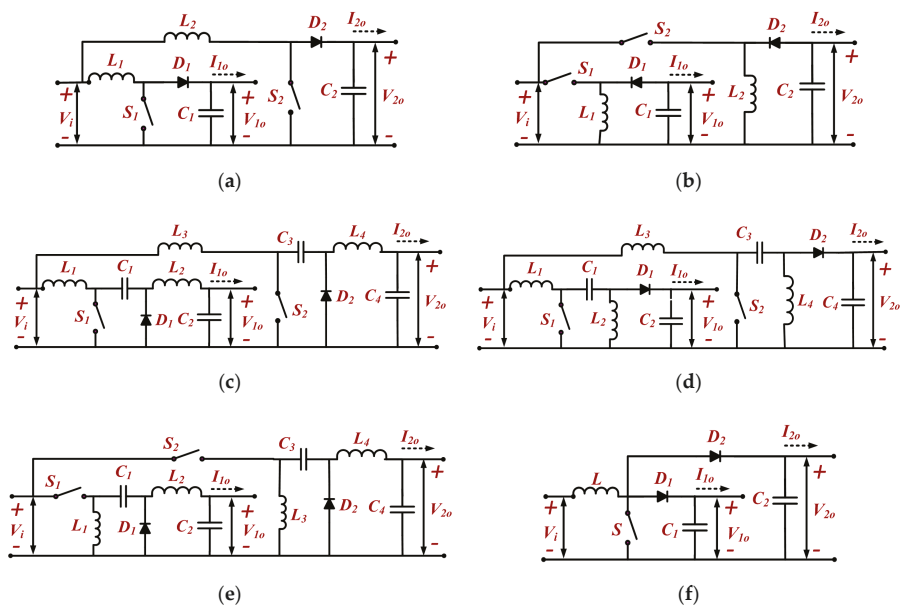 L2 D2 I2o
L1 D1 I1o
+ Vi - S1 C1 + V1o - S2 C2 + V2o -
(a)
S2 D2 I2o
S1 D1 I1o
+ Vi - L1 C1 + V1o - L2 C2 + V2o -
(b)
L3 C3 L4 I2o
L1 C1 L2 I1o
+ Vi - S1 D1 C2 + V1o - S2 D2 C4 + V2o -
(c)
L3 C3 D2 I2o
L1 C1 D1 I1o
+ Vi - S1 L2 C2 + V1o - S2 L4 C4 + V2o -
(d)
S2 C3 L4 I2o
S1 C1 L2 I1o
+ Vi - L1 D1 C2 + V1o - L3 D2 C4 + V2o -
(e)
D2 I2o
L D1 I1o
+ Vi - S C1 + V1o - C2 + V2o -
(f)